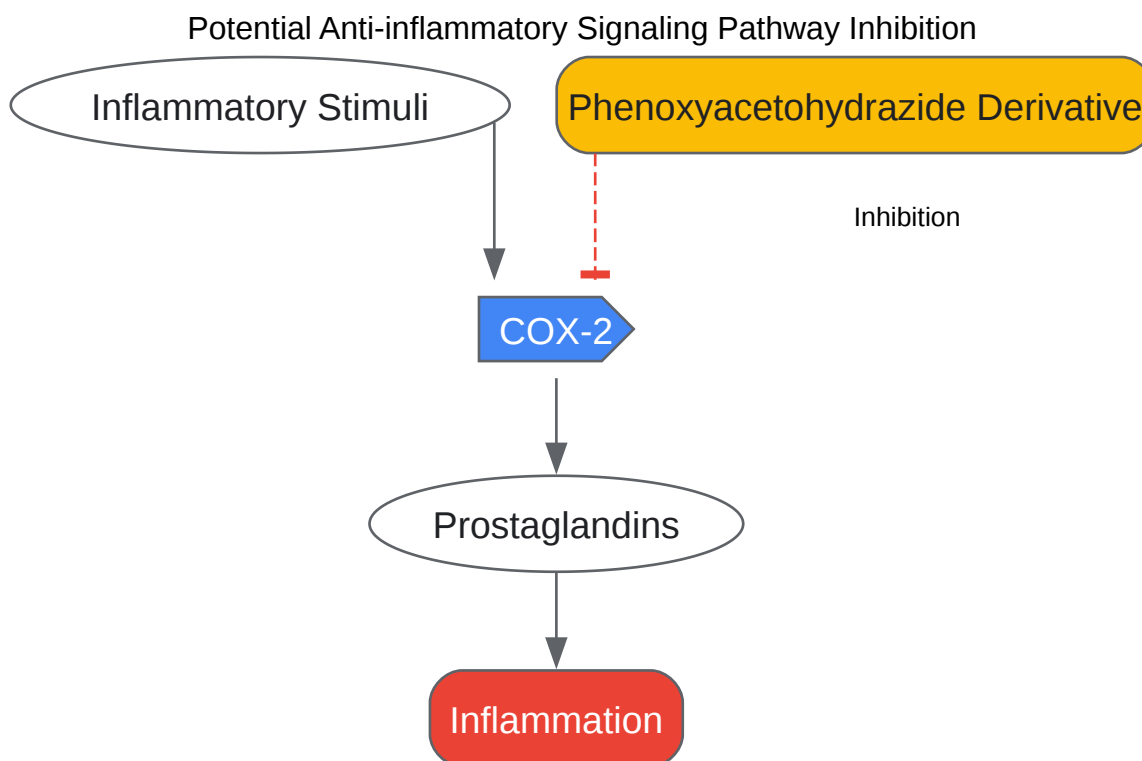 Potential Anti-inflammatory Signaling Pathway Inhibition
Inflammatory Stimuli
Phenoxyacetohydrazide Derivative
Inhibition
COX-2
Prostaglandins
Inflammation